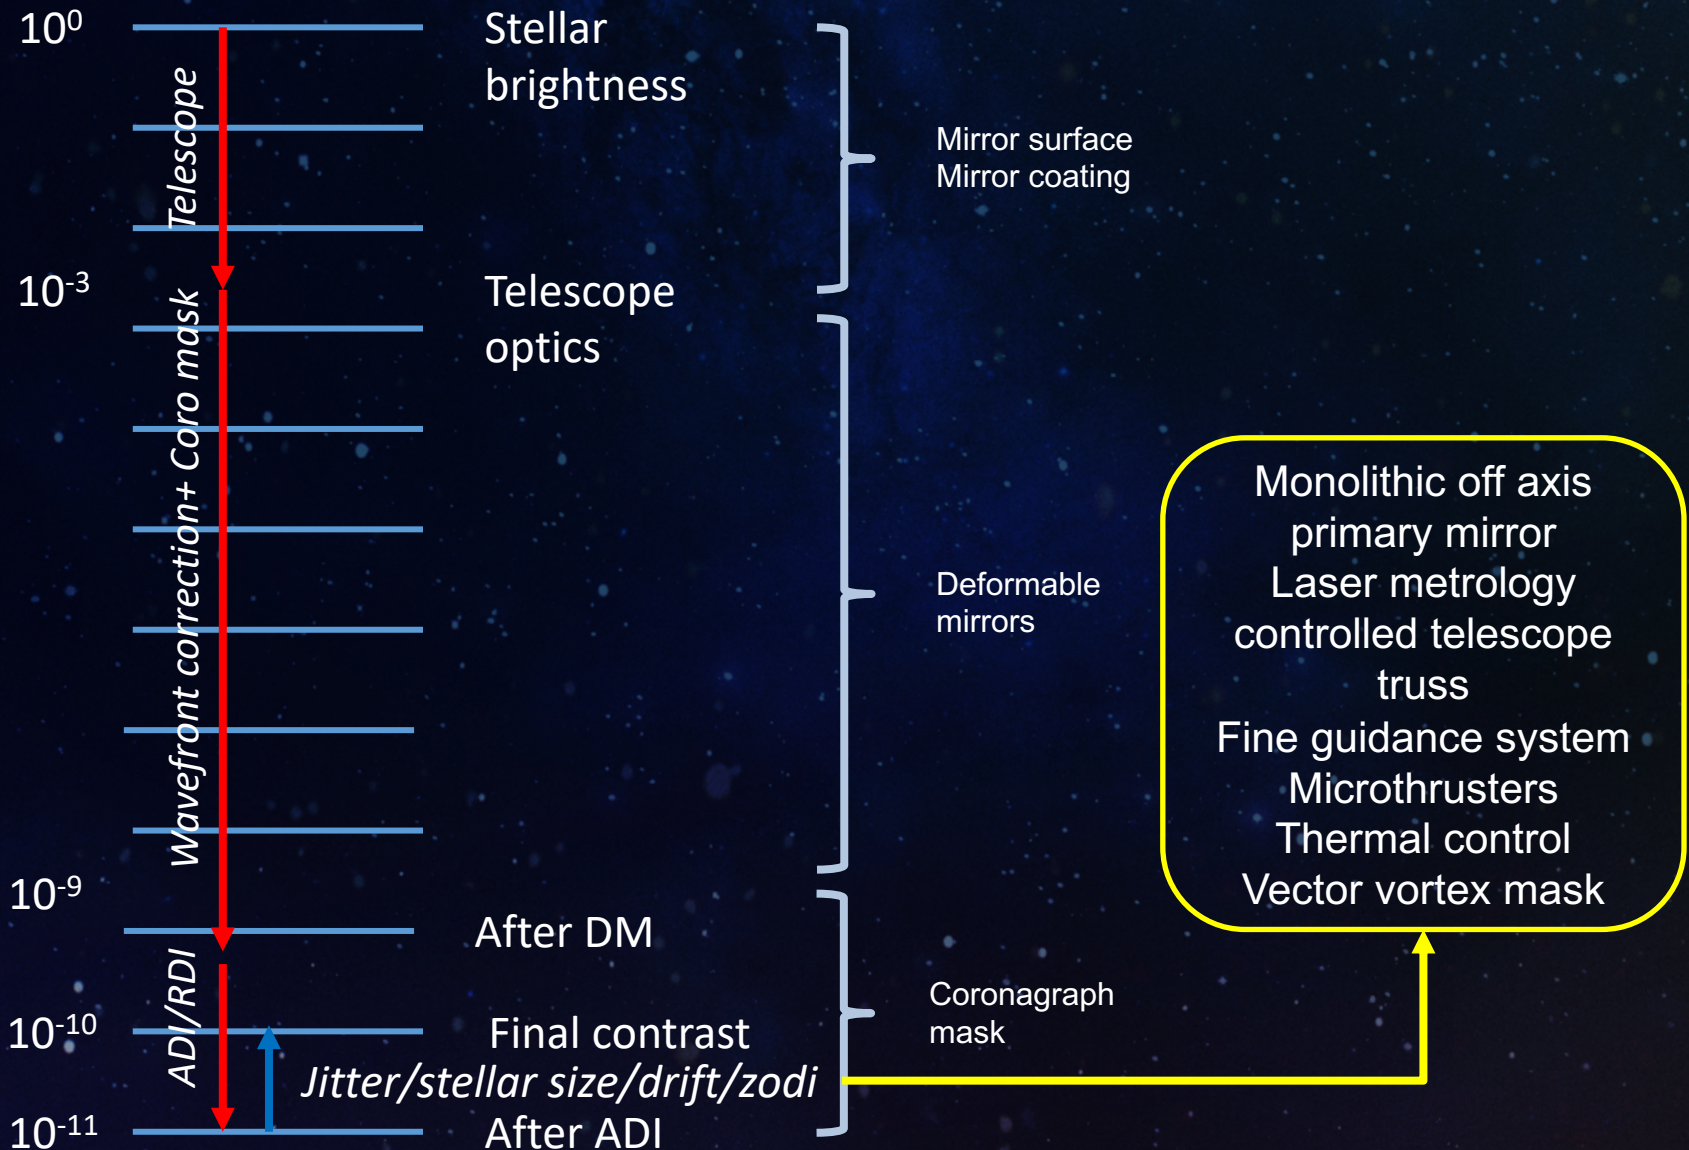 10⁰
Stellar
brightness
Telescope
Mirror surface
Mirror coating
10⁻³
Telescope
optics
Wavefront correction+ Coro mask
Deformable
mirrors
Monolithic off axis
primary mirror
Laser metrology
controlled telescope
truss
Fine guidance system
Microthrusters
Thermal control
Vector vortex mask
10⁻⁹
After DM
ADI/RDI
Coronagraph
mask
10⁻¹⁰
Final contrast
Jitter/stellar size/drift/zodi
10⁻¹¹
After ADI